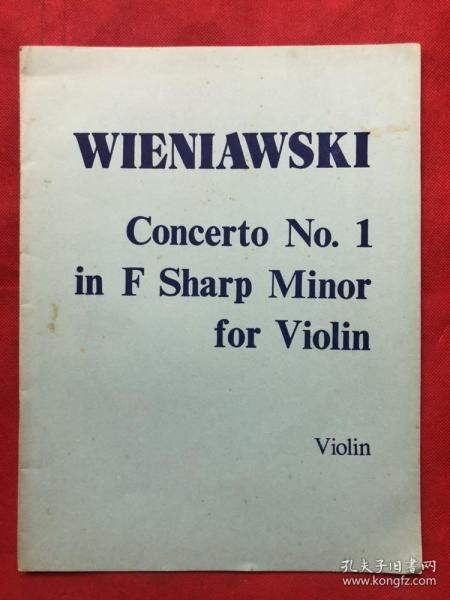 WIENIAWSKI
Concerto No. 1
in F Sharp Minor
for Violin
Violin
孔夫子旧书网
www.kongfz.com